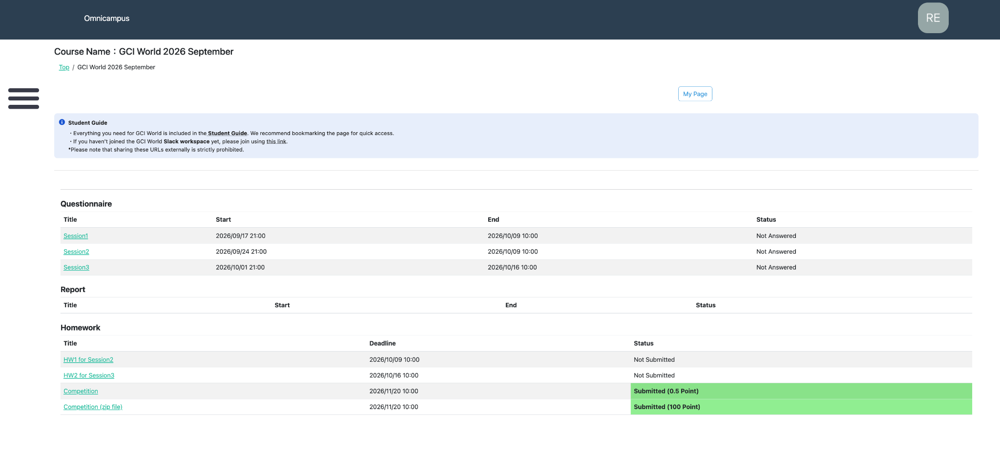 Omnicampus
RE
Course Name：GCI World 2026 September
Top / GCI World 2026 September
My Page
Student Guide
・Everything you need for GCI World is included in the Student Guide. We recommend bookmarking the page for quick access.
・If you haven't joined the GCI World Slack workspace yet, please join using this link.
*Please note that sharing these URLs externally is strictly prohibited.
Questionnaire
Title Start End Status
Session1 2026/09/17 21:00 2026/10/09 10:00 Not Answered
Session2 2026/09/24 21:00 2026/10/09 10:00 Not Answered
Session3 2026/10/01 21:00 2026/10/16 10:00 Not Answered
Report
Title Start End Status
Homework
Title Deadline Status
HW1 for Session2 2026/10/09 10:00 Not Submitted
HW2 for Session3 2026/10/16 10:00 Not Submitted
Competition 2026/11/20 10:00 Submitted (0.5 Point)
Competition (zip file) 2026/11/20 10:00 Submitted (100 Point)